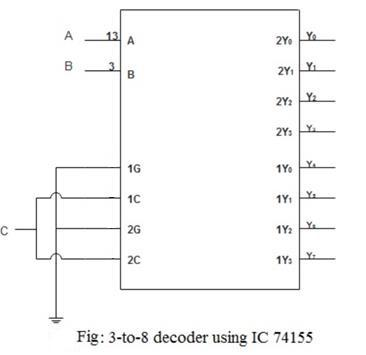 A 13 A 2Y0 Y0
B 3 B 2Y1 Y1
2Y2 Y2
2Y3 Y3
1G 1Y0 Y4
1C 1Y1 Y5
C 2G 1Y2 Y6
2C 1Y3 Y7
Fig: 3-to-8 decoder using IC 74155